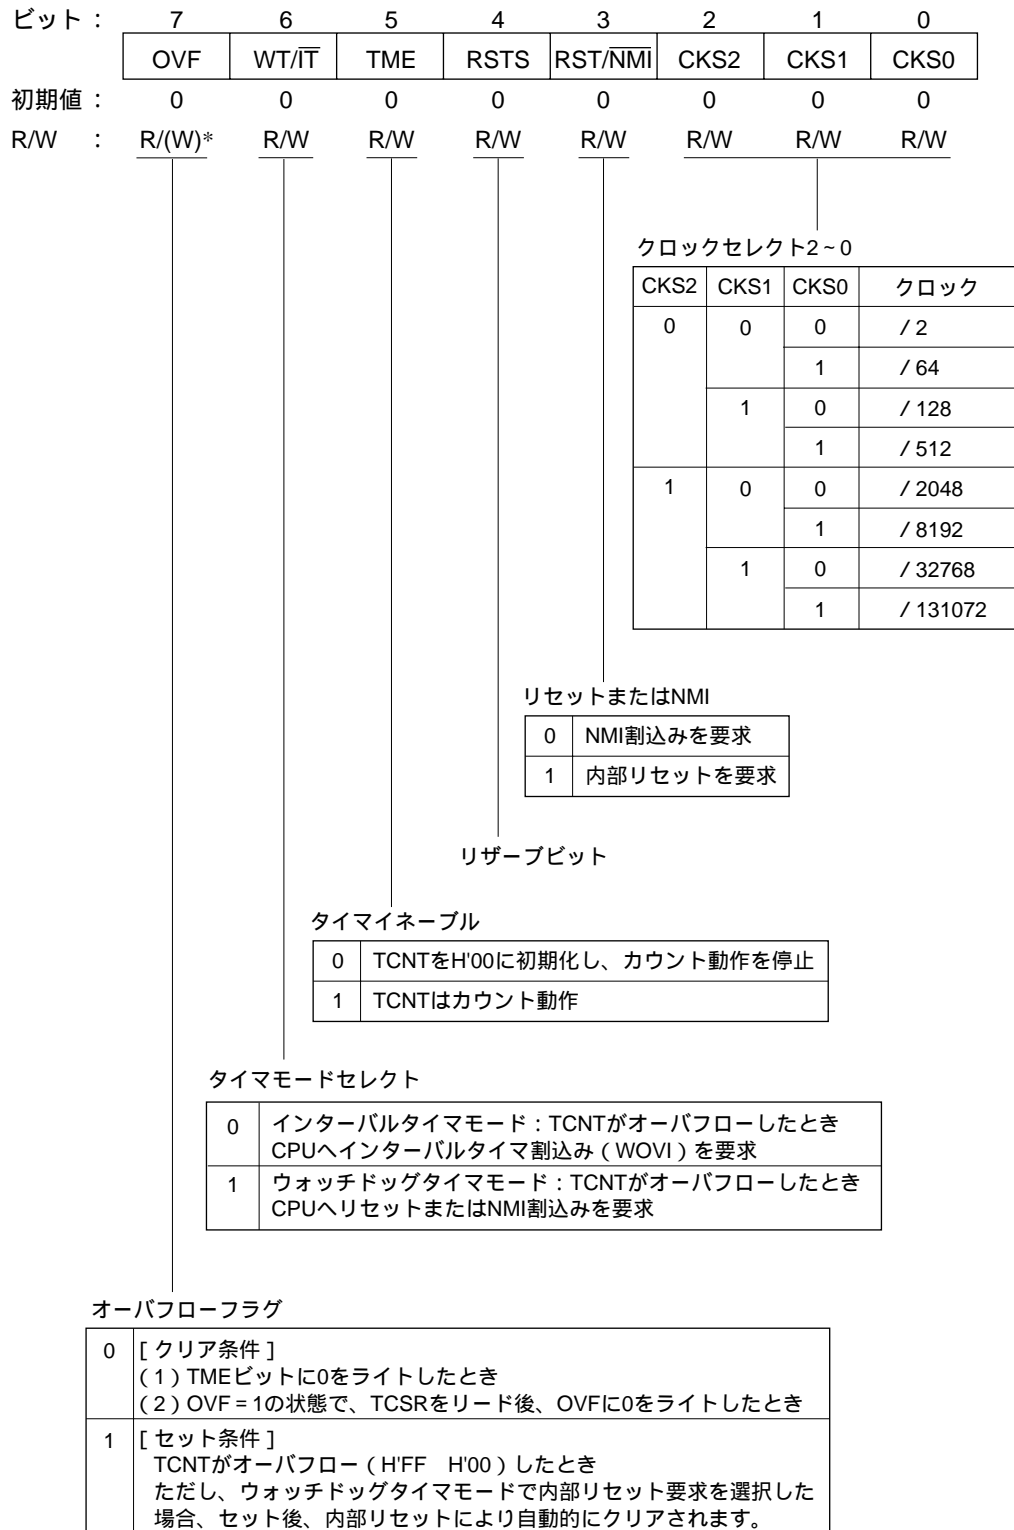 ビット： 7 6 5 4 3 2 1 0
OVF WT/IT TME RSTS RST/NMI CKS2 CKS1 CKS0
初期値： 0 0 0 0 0 0 0 0
R/W ： R/(W)* R/W R/W R/W R/W R/W R/W R/W
クロックセレクト2～0
CKS2 CKS1 CKS0 クロック
0 0 0 / 2
1 / 64
1 0 / 128
1 / 512
1 0 0 / 2048
1 / 8192
1 0 / 32768
1 / 131072
リセットまたはNMI
0 NMI割込みを要求
1 内部リセットを要求
リザーブビット
タイマイネーブル
0 TCNTをH'00に初期化し、カウント動作を停止
1 TCNTはカウント動作
タイマモードセレクト
0 インターバルタイマモード：TCNTがオーバフローしたとき
CPUへインターバルタイマ割込み（WOVI）を要求
1 ウォッチドッグタイマモード：TCNTがオーバフローしたとき
CPUへリセットまたはNMI割込みを要求
オーバフローフラグ
0 [ クリア条件 ]
（1）TMEビットに0をライトしたとき
（2）OVF = 1の状態で、TCSRをリード後、OVFに0をライトしたとき
1 [ セット条件 ]
TCNTがオーバフロー（H'FF H'00）したとき
ただし、ウォッチドッグタイマモードで内部リセット要求を選択した
場合、セット後、内部リセットにより自動的にクリアされます。